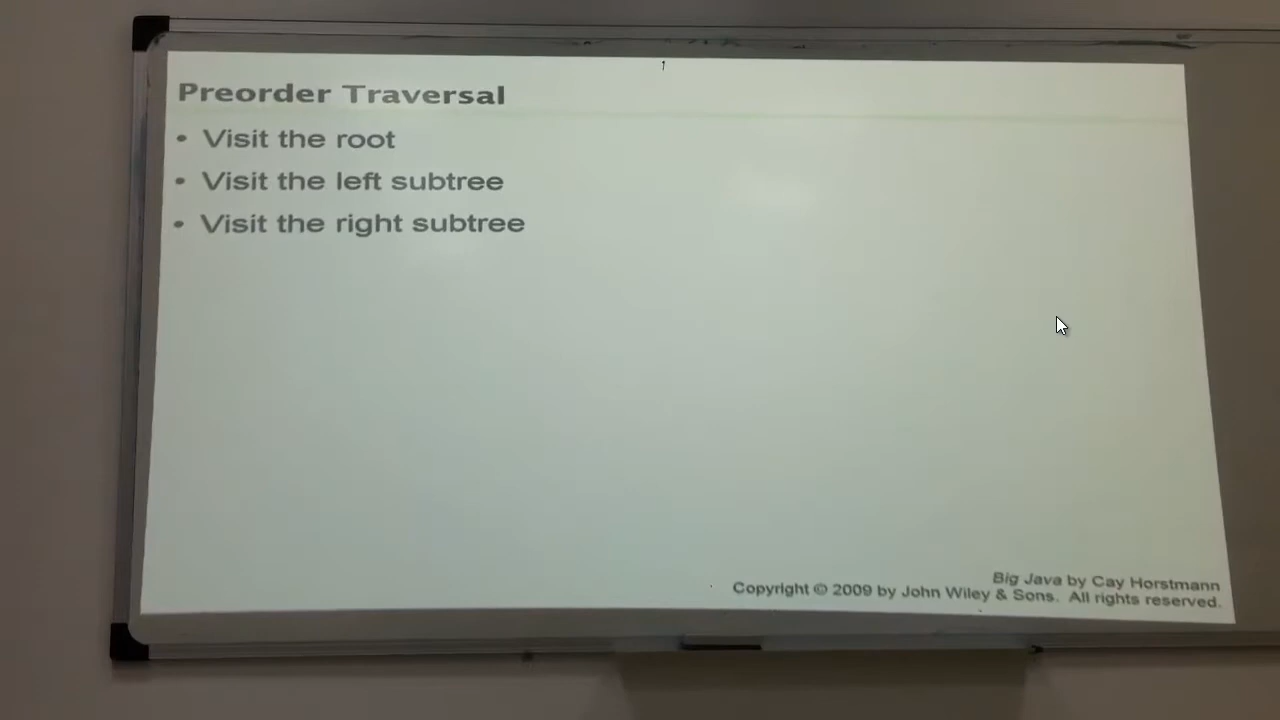 Preorder Traversal
• Visit the root
• Visit the left subtree
• Visit the right subtree
Big Java by Cay Horstmann
Copyright © 2009 by John Wiley & Sons. All rights reserved.